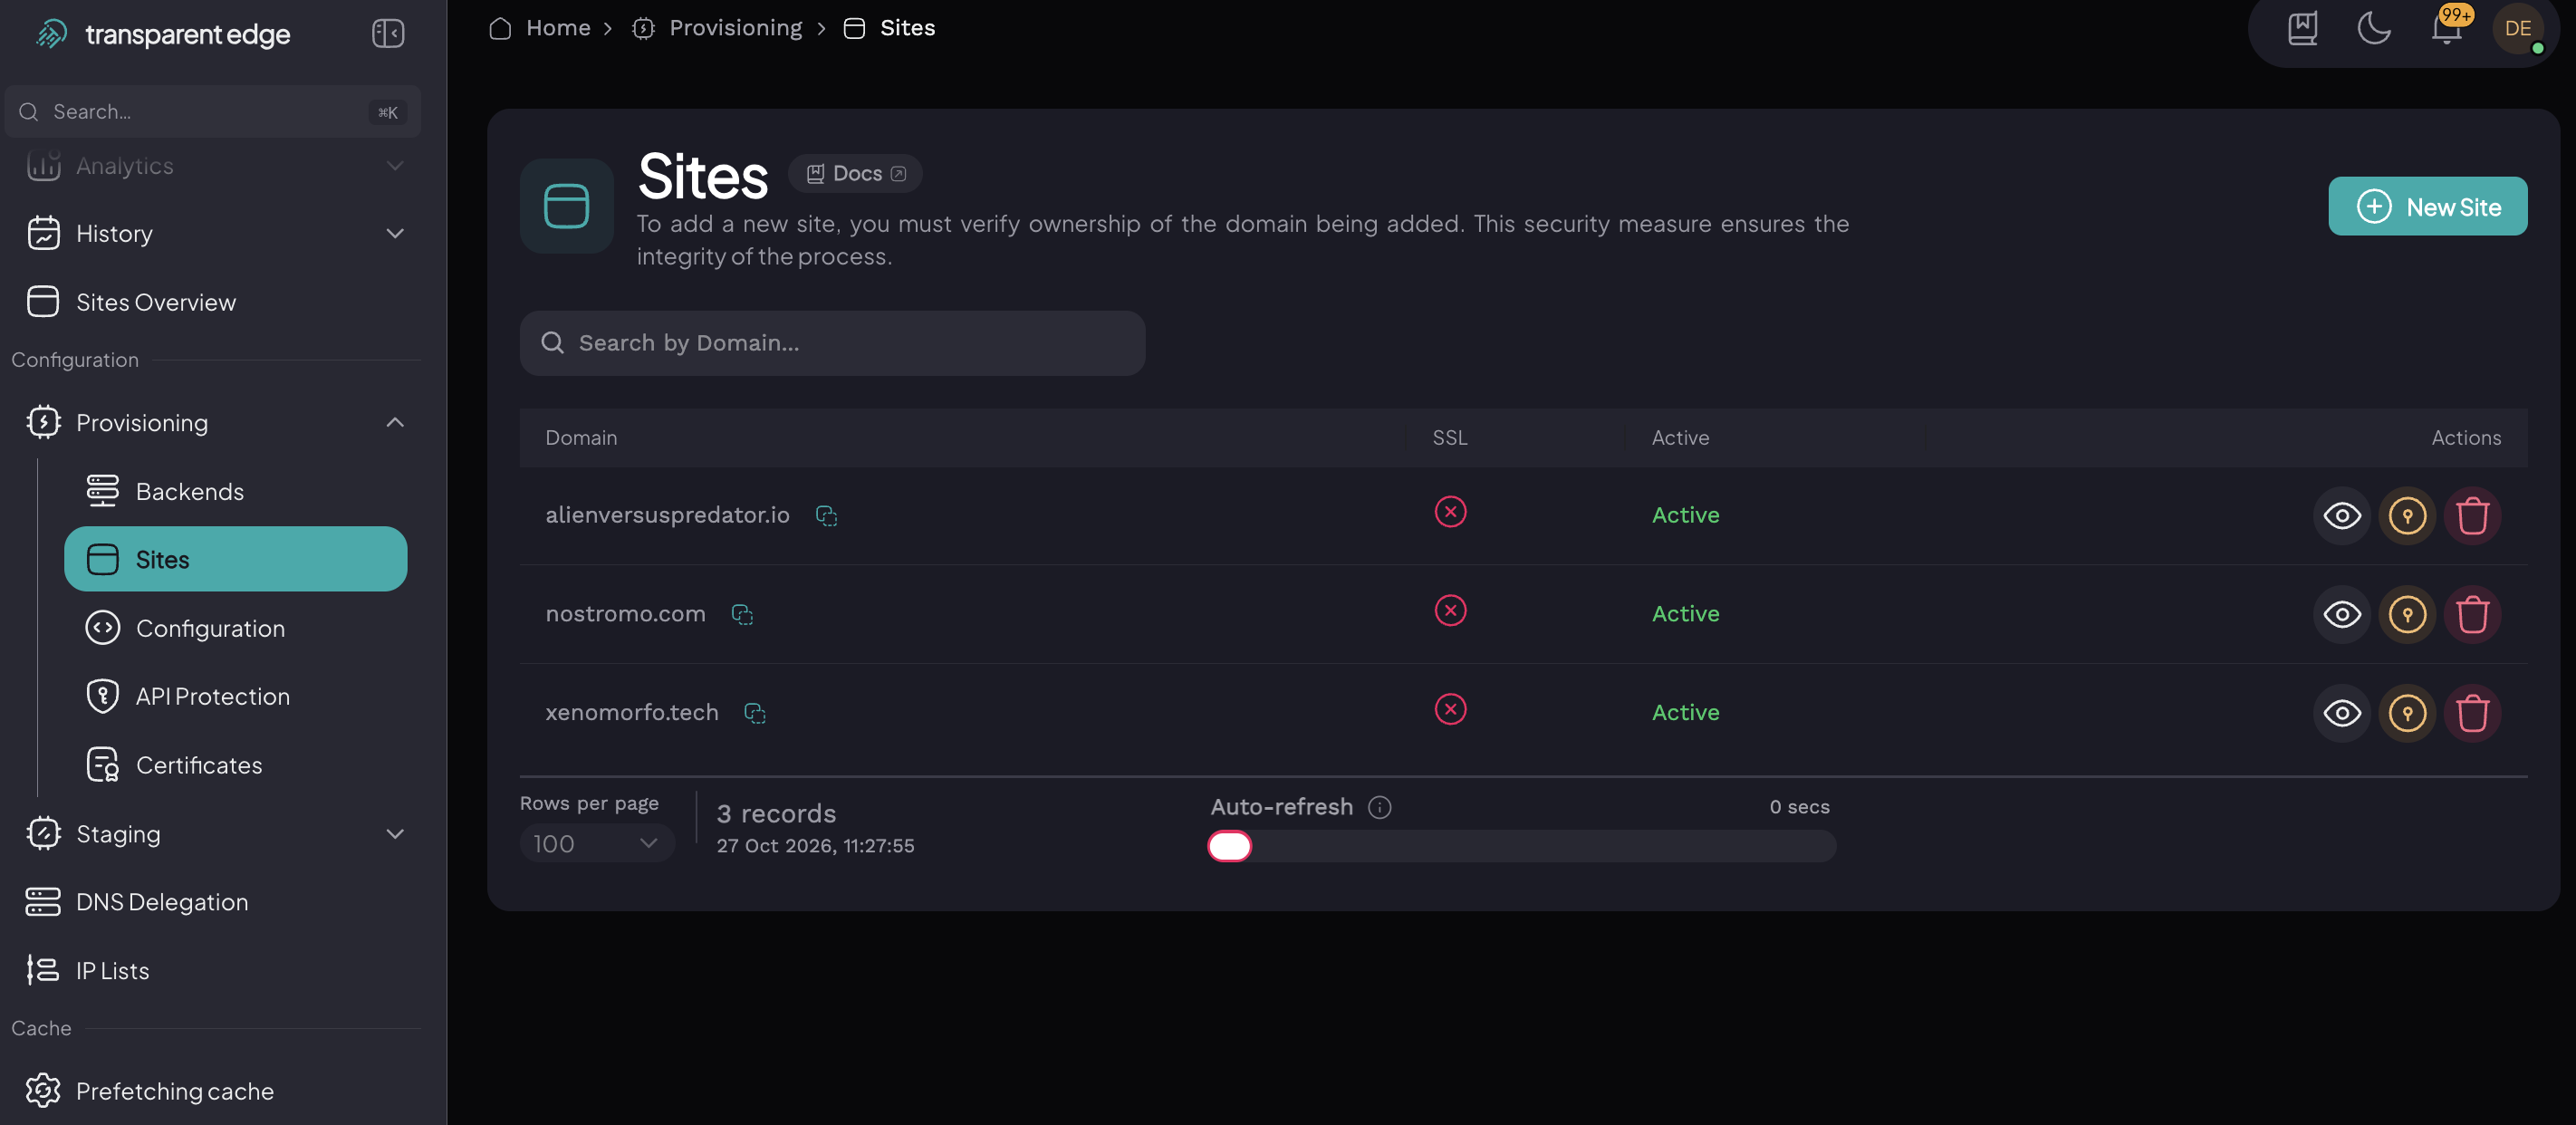 transparent edge
Search...
⌘K
Analytics
History
Sites Overview
Configuration
Provisioning
Backends
Sites
Configuration
API Protection
Certificates
Staging
DNS Delegation
IP Lists
Cache
Prefetching cache
Home > Provisioning > Sites
99+
DE
Sites
Docs
To add a new site, you must verify ownership of the domain being added. This security measure ensures the
integrity of the process.
New Site
Search by Domain...
Domain SSL Active Actions
alienversuspredator.io Active
nostromo.com Active
xenomorfo.tech Active
Rows per page
100
3 records
27 Oct 2026, 11:27:55
Auto-refresh
0 secs